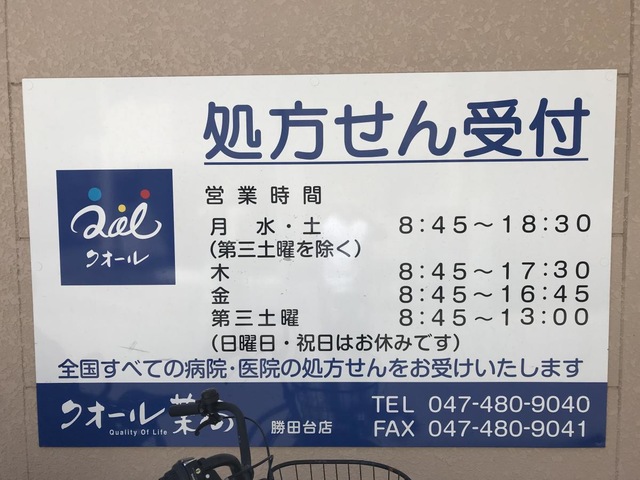 処方せん受付
Qol
クオール
営業時間
月 水・土 8:45～18:30
(第三土曜を除く)
木 8:45～17:30
金 8:45～16:45
第三土曜 8:45～13:00
(日曜日・祝日はお休みです)
全国すべての病院・医院の処方せんをお受けいたします
クオール薬
Quality Of Life
勝田台店
TEL 047-480-9040
FAX 047-480-9041